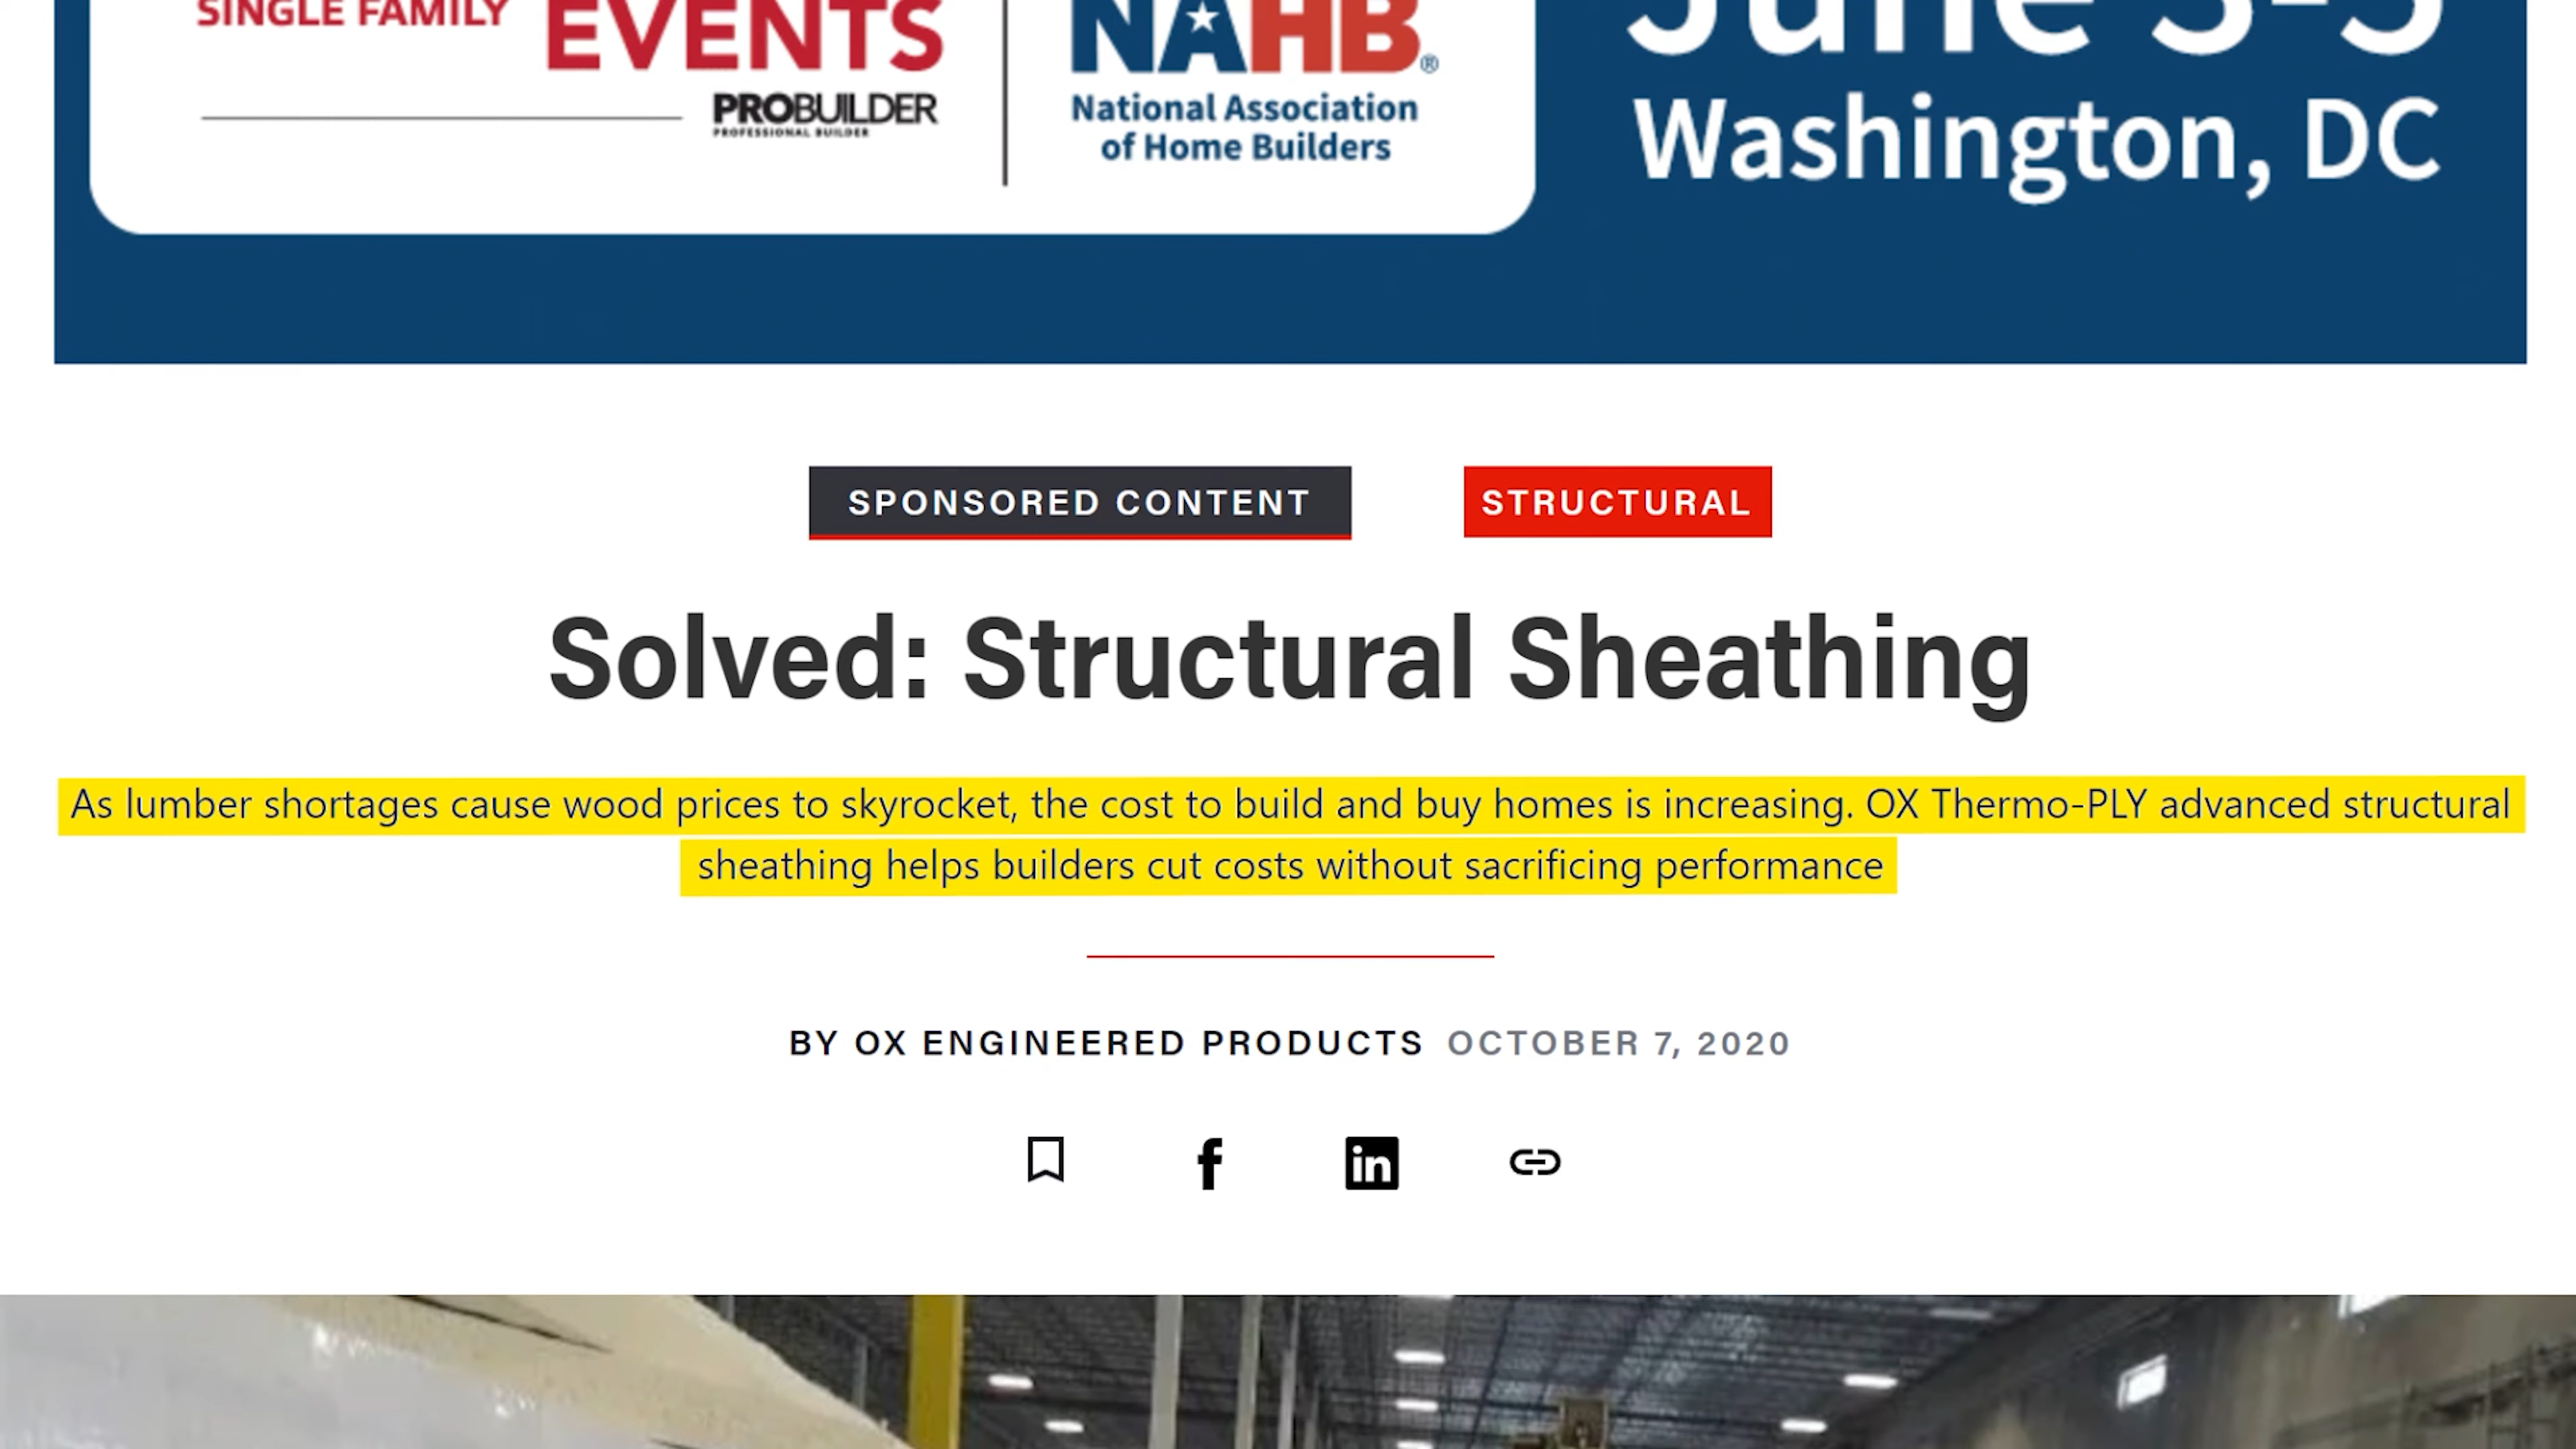 SINGLE FAMILY
EVENTS
PROBUILDER
PROFESSIONAL BUILDER
NAHB®
National Association
of Home Builders
June 3-5
Washington, DC
SPONSORED CONTENT
STRUCTURAL
Solved: Structural Sheathing
As lumber shortages cause wood prices to skyrocket, the cost to build and buy homes is increasing. OX Thermo-PLY advanced structural
sheathing helps builders cut costs without sacrificing performance
BY OX ENGINEERED PRODUCTS OCTOBER 7, 2020